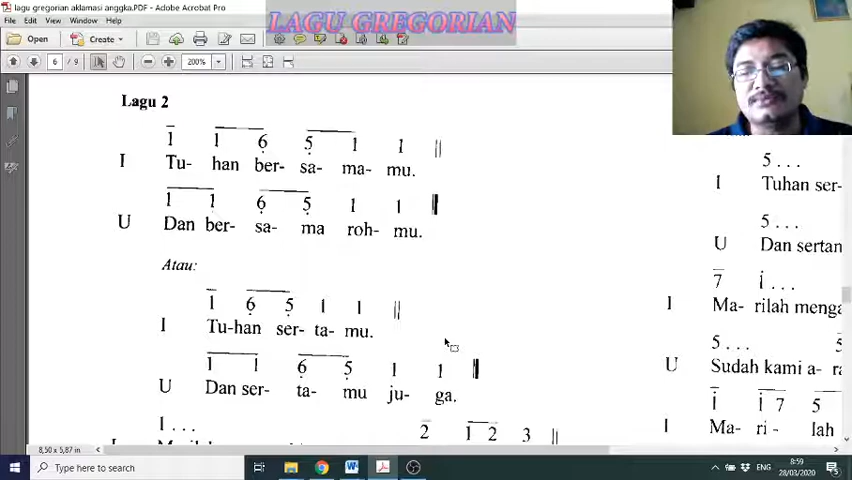 lagu gregorian aklamasi anggka.PDF - Adobe Acrobat Pro
LAGU GREGORIAN
File Edit View Window Help
Open
Create
6 / 9
200%
Lagu 2
1 1 6 5 1 1
I Tu- han ber- sa- ma- mu.
1 1 6 5 1 1
U Dan ber- sa- ma roh- mu.
Atau:
1 6 5 1 1
I Tu-han ser- ta- mu.
1 1 6 5 1 1
U Dan ser- ta- mu ju- ga.
1 . . .
2 1 2 3
5 . . .
I Tuhan ser-
5 . . .
U Dan sertan
7 i . . .
I Ma- rilah menga
5 . . . 5
U Sudah kami a- ra
i i 7 5
I Ma- ri - lah
8,50 x 5,87 in
Type here to search
ENG
8:59
28/03/2020
5